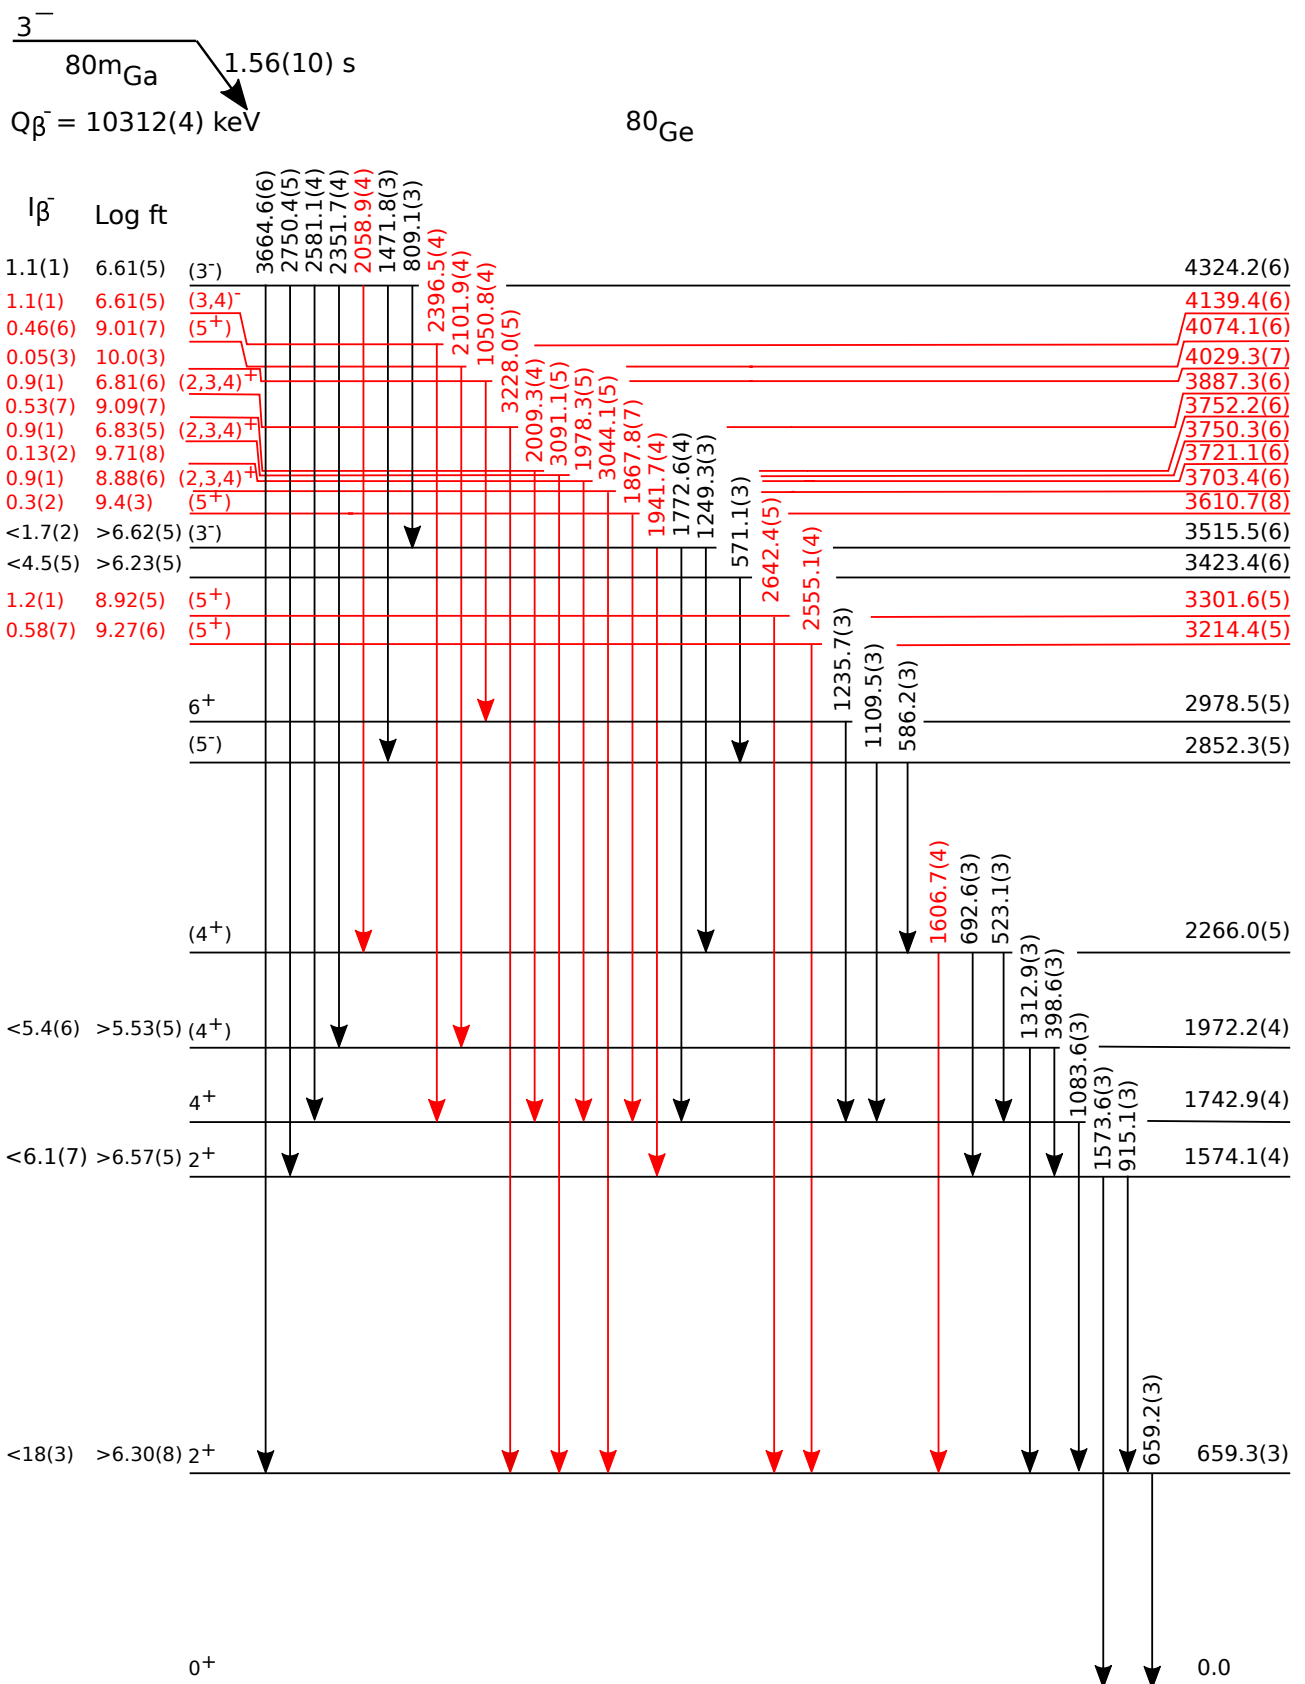 3⁻
80mGa
1.56(10) s
Qβ⁻ = 10312(4) keV
80Ge
Iβ⁻ Log ft
3664.6(6)
2750.4(5)
2581.1(4)
2351.7(4)
2058.9(4)
1471.8(3)
809.1(3)
2396.5(4)
2101.9(4)
1050.8(4)
3228.0(5)
2009.3(4)
3091.1(5)
1978.3(5)
3044.1(5)
1867.8(7)
1941.7(4)
1772.6(4)
1249.3(3)
571.1(3)
2642.4(5)
2555.1(4)
1235.7(3)
1109.5(3)
586.2(3)
1606.7(4)
692.6(3)
523.1(3)
1312.9(3)
398.6(3)
1083.6(3)
1573.6(3)
915.1(3)
659.2(3)
1.1(1) 6.61(5) (3⁻) 4324.2(6)
1.1(1) 6.61(5) (3,4)⁻ 4139.4(6)
0.46(6) 9.01(7) (5⁺) 4074.1(6)
0.05(3) 10.0(3) 4029.3(7)
0.9(1) 6.81(6) (2,3,4)⁺ 3887.3(6)
0.53(7) 9.09(7) 3752.2(6)
0.9(1) 6.83(5) (2,3,4)⁺ 3750.3(6)
0.13(2) 9.71(8) 3721.1(6)
0.9(1) 8.88(6) (2,3,4)⁺ 3703.4(6)
0.3(2) 9.4(3) (5⁺) 3610.7(8)
<1.7(2) >6.62(5) (3⁻) 3515.5(6)
<4.5(5) >6.23(5) 3423.4(6)
1.2(1) 8.92(5) (5⁺) 3301.6(5)
0.58(7) 9.27(6) (5⁺) 3214.4(5)
6⁺ 2978.5(5)
(5⁻) 2852.3(5)
(4⁺) 2266.0(5)
<5.4(6) >5.53(5) (4⁺) 1972.2(4)
4⁺ 1742.9(4)
<6.1(7) >6.57(5) 2⁺ 1574.1(4)
<18(3) >6.30(8) 2⁺ 659.3(3)
0⁺ 0.0